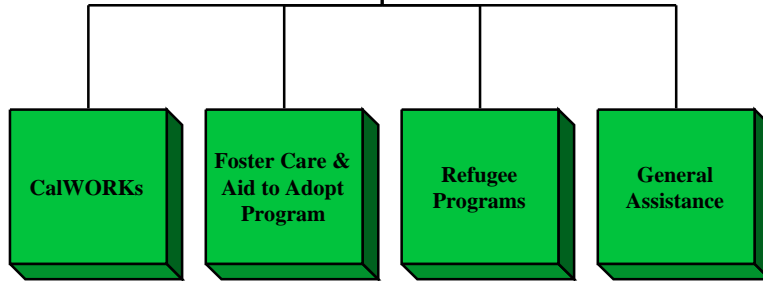 CalWORKs
Foster Care &
Aid to Adopt
Program
Refugee
Programs
General
Assistance